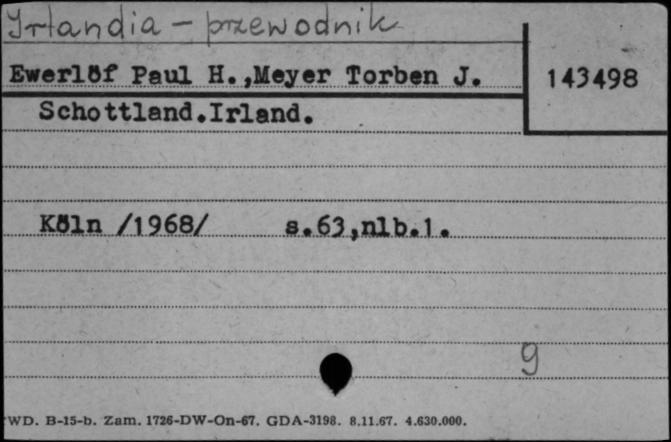 Irlandia - przewodnik
Ewerlöf Paul H.,Meyer Torben J.
143498
Schottland.Irland.
Köln /1968/ s.63,nlb.1.
9
WD. B-15-b. Zam. 1726-DW-On-67. GDA-3198. 8.11.67. 4.630.000.